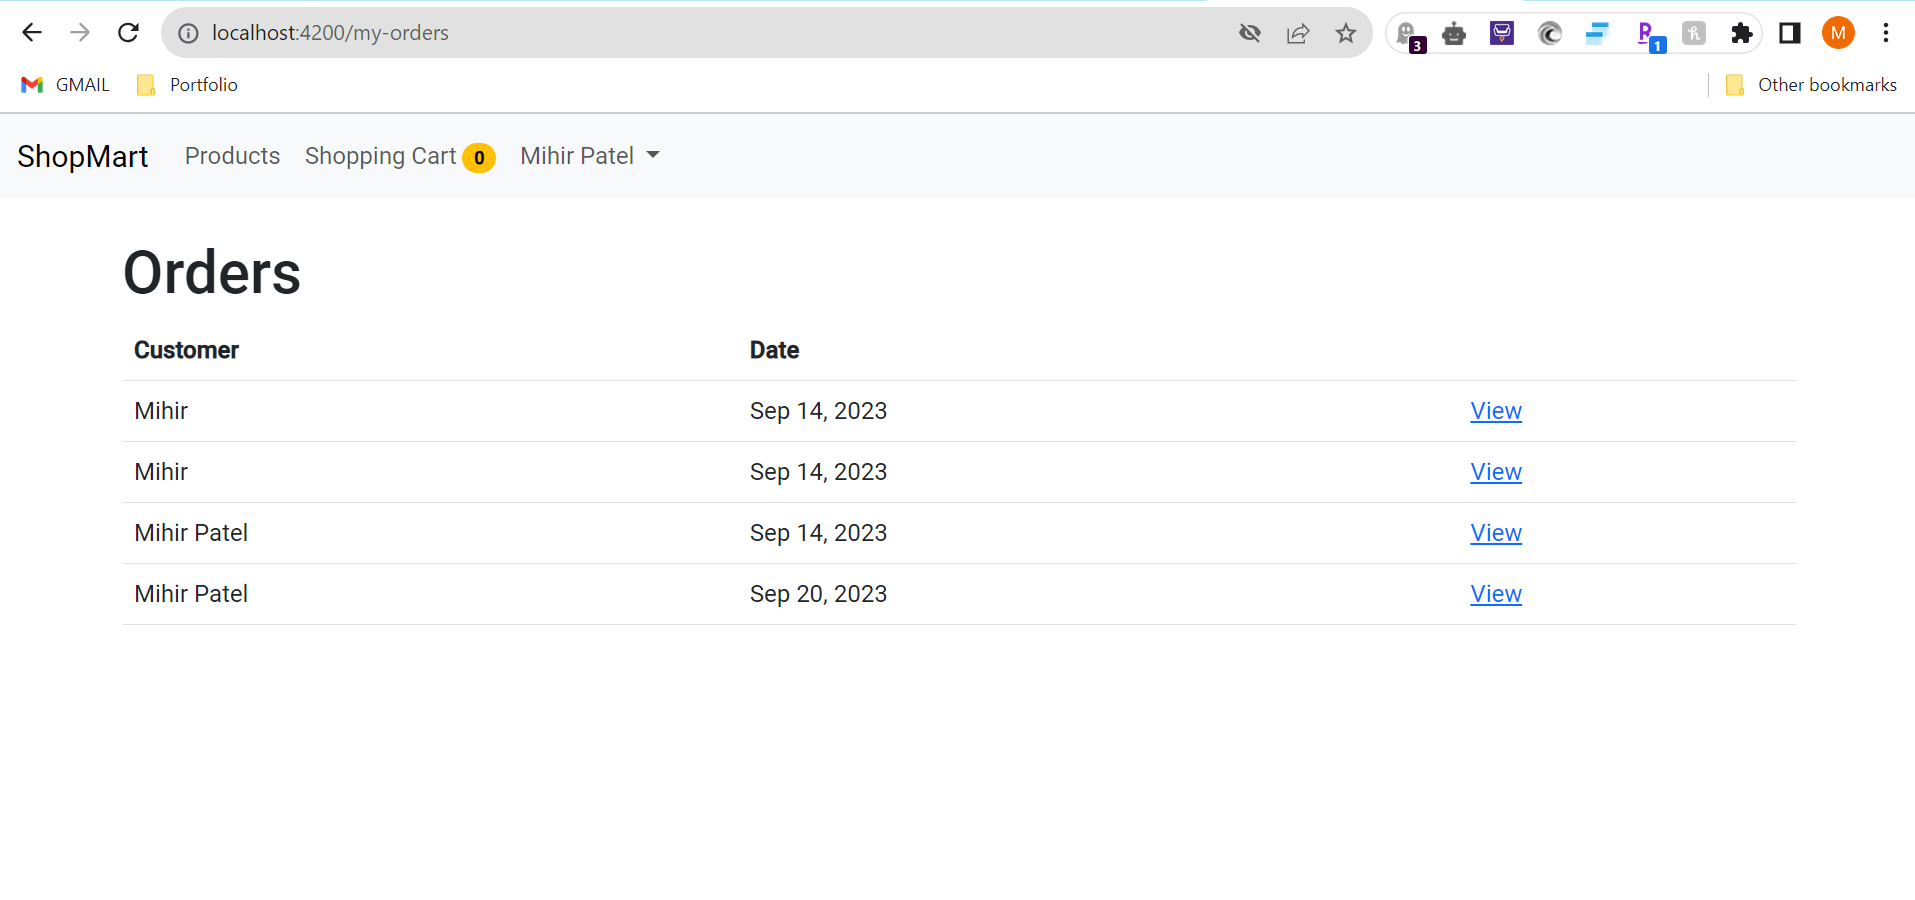 localhost:4200/my-orders
3
1
M
GMAIL Portfolio Other bookmarks
ShopMart Products Shopping Cart 0 Mihir Patel
Orders
Customer Date
Mihir Sep 14, 2023 View
Mihir Sep 14, 2023 View
Mihir Patel Sep 14, 2023 View
Mihir Patel Sep 20, 2023 View